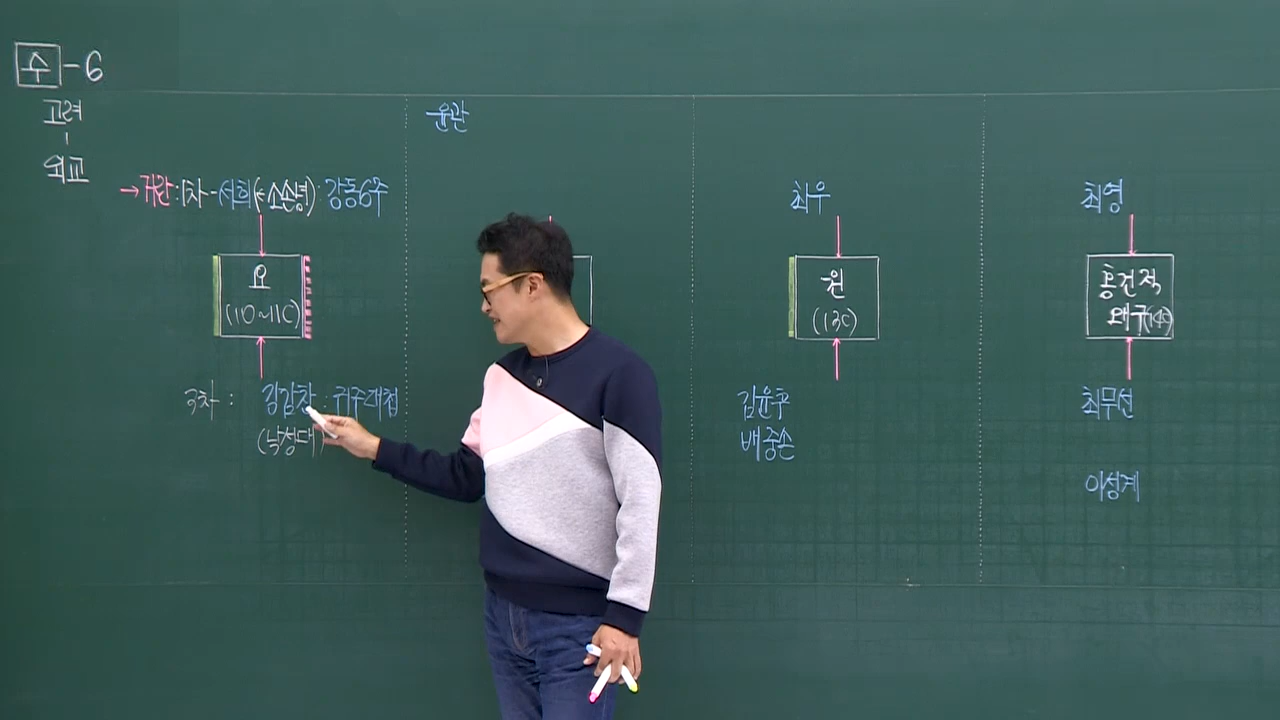 수-6
고려
외교
윤관
→거란:1차-서희(↔소손녕):강동6주
요
(10~11C)
3차: 강감찬:귀주대첩
(낙성대)
최우
원
(13C)
김윤후
배중손
최영
홍건적
왜구(14C)
최무선
이성계